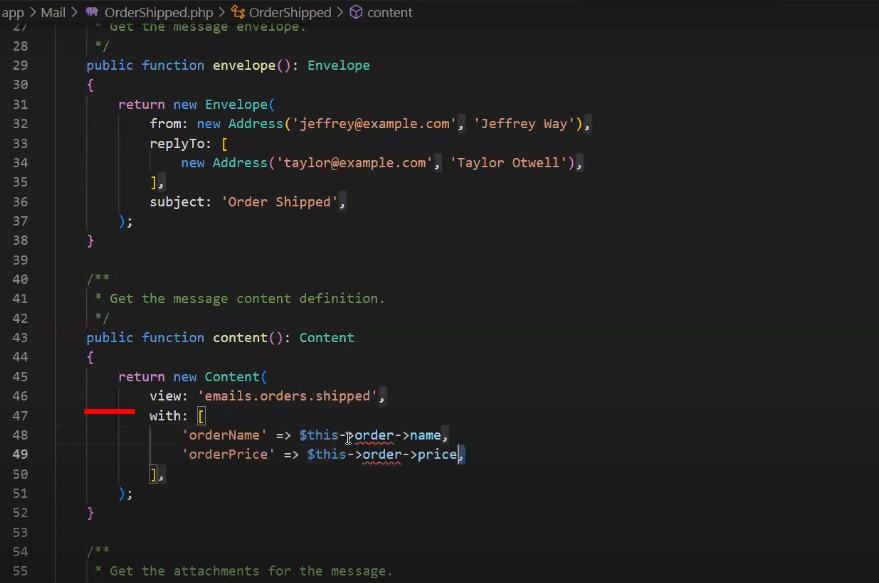 app > Mail > OrderShipped.php > OrderShipped > content
27 * Get the message envelope.
28 */
29 public function envelope(): Envelope
30 {
31 return new Envelope(
32 from: new Address('jeffrey@example.com', 'Jeffrey Way'),
33 replyTo: [
34 new Address('taylor@example.com', 'Taylor Otwell'),
35 ],
36 subject: 'Order Shipped',
37 );
38 }
39
40 /**
41 * Get the message content definition.
42 */
43 public function content(): Content
44 {
45 return new Content(
46 view: 'emails.orders.shipped',
47 with: [
48 'orderName' => $this->order->name,
49 'orderPrice' => $this->order->price,
50 ],
51 );
52 }
53
54 /**
55 * Get the attachments for the message.